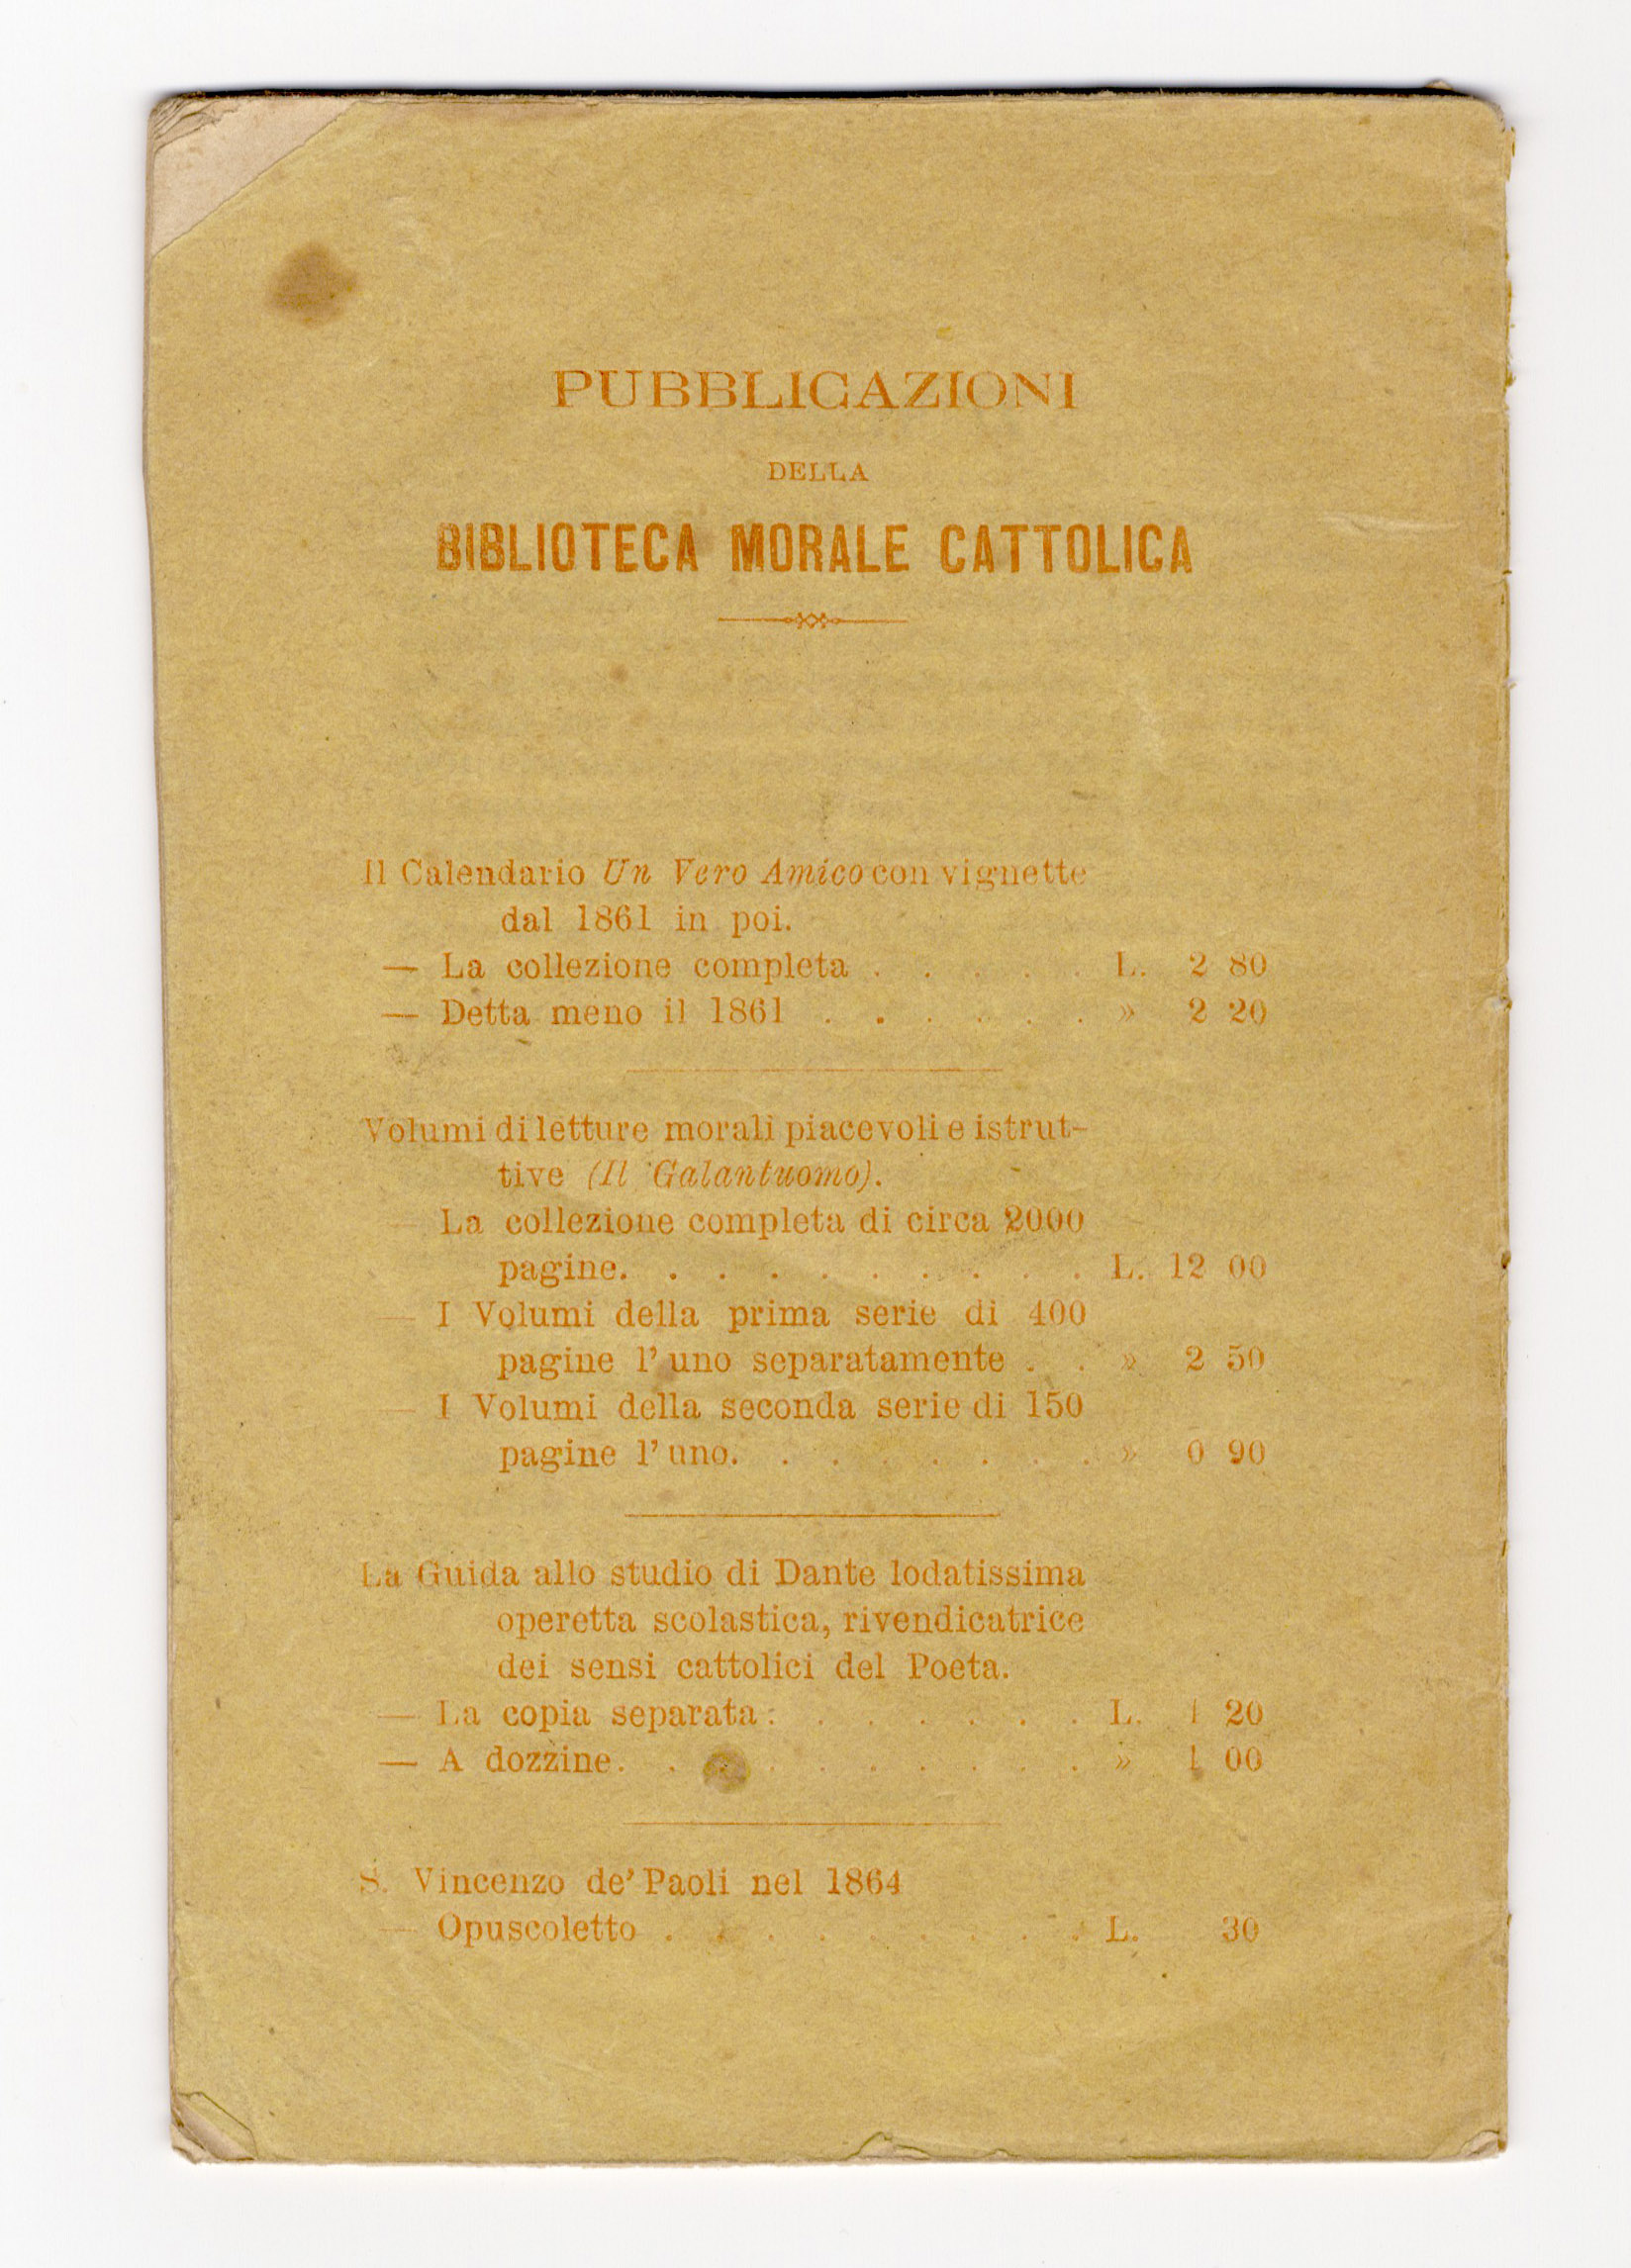 PUBBLICAZIONI
DELLA
BIBLIOTECA MORALE CATTOLICA
Il Calendario Un Vero Amico con vignette
dal 1861 in poi.
— La collezione completa . . . . . L. 2 80
— Detta meno il 1861 . . . . . . » 2 20
Volumi di letture morali piacevoli e istrut-
tive (Il Galantuomo).
— La collezione completa di circa 2000
pagine. . . . . . . . . . L. 12 00
— I Volumi della prima serie di 400
pagine l' uno separatamente . . » 2 50
— I Volumi della seconda serie di 150
pagine l' uno. . . . . . . . » 0 90
La Guida allo studio di Dante lodatissima
operetta scolastica, rivendicatrice
dei sensi cattolici del Poeta.
— La copia separata: . . . . . . L. 1 20
— A dozzine. . . . . . . . . . » 1 00
S. Vincenzo de' Paoli nel 1864
— Opuscoletto . . . . . . . . . L. 30